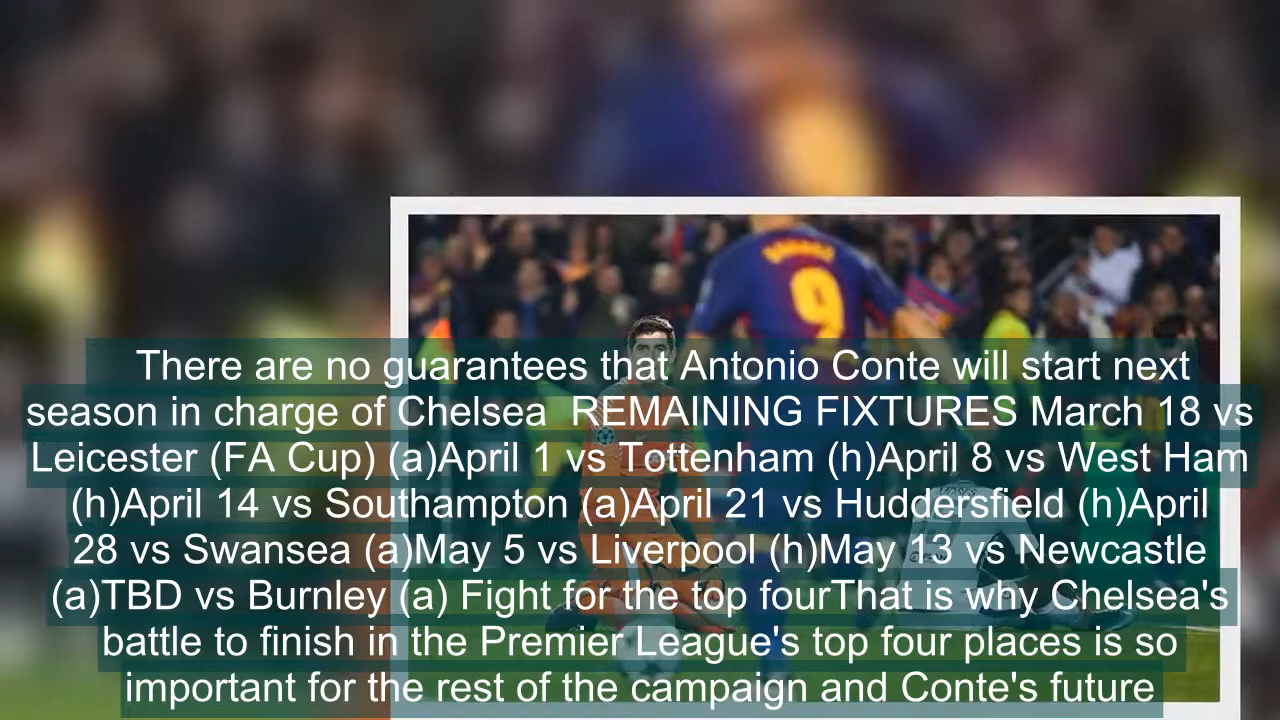 SUAREZ
9
There are no guarantees that Antonio Conte will start next
season in charge of Chelsea  REMAINING FIXTURES March 18 vs
Leicester (FA Cup) (a)April 1 vs Tottenham (h)April 8 vs West Ham
(h)April 14 vs Southampton (a)April 21 vs Huddersfield (h)April
28 vs Swansea (a)May 5 vs Liverpool (h)May 13 vs Newcastle
(a)TBD vs Burnley (a) Fight for the top fourThat is why Chelsea's
battle to finish in the Premier League's top four places is so
important for the rest of the campaign and Conte's future